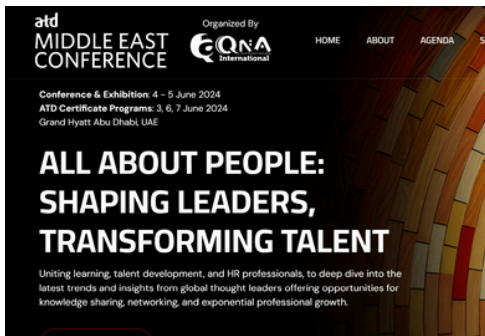 atd
MIDDLE EAST
CONFERENCE
Organized By
QNA
International
HOME
ABOUT
AGENDA
Conference & Exhibition: 4 - 5 June 2024
ATD Certificate Programs: 3, 6, 7 June 2024
Grand Hyatt Abu Dhabi, UAE
ALL ABOUT PEOPLE:
SHAPING LEADERS,
TRANSFORMING TALENT
Uniting learning, talent development, and HR professionals, to deep dive into the
latest trends and insights from global thought leaders offering opportunities for
knowledge sharing, networking, and exponential professional growth.